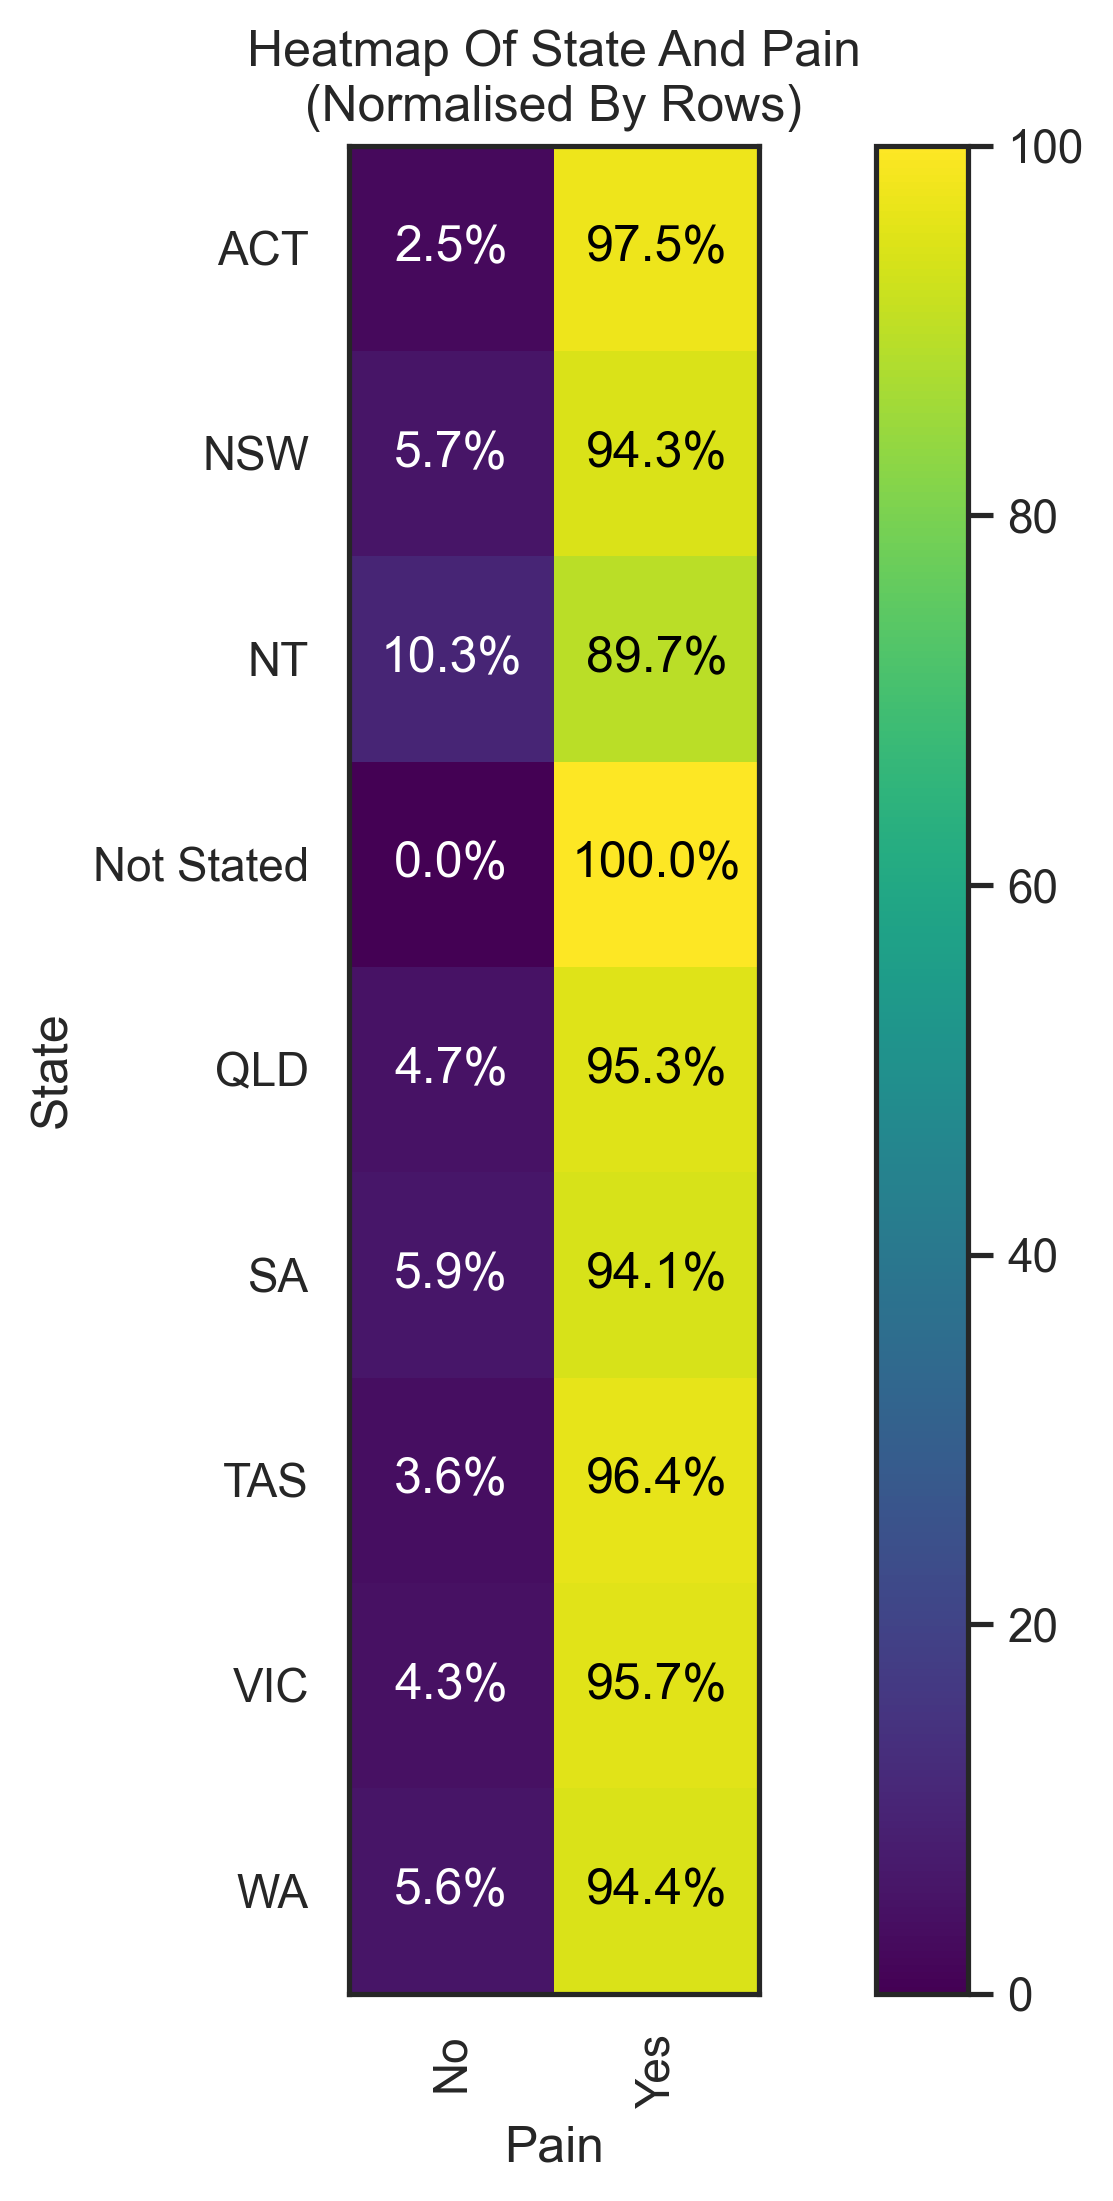 Heatmap Of State And Pain
(Normalised By Rows)
ACT 2.5% 97.5%
NSW 5.7% 94.3%
NT 10.3% 89.7%
Not Stated 0.0% 100.0%
QLD 4.7% 95.3%
SA 5.9% 94.1%
TAS 3.6% 96.4%
VIC 4.3% 95.7%
WA 5.6% 94.4%
State
No Yes
Pain
100
80
60
40
20
0